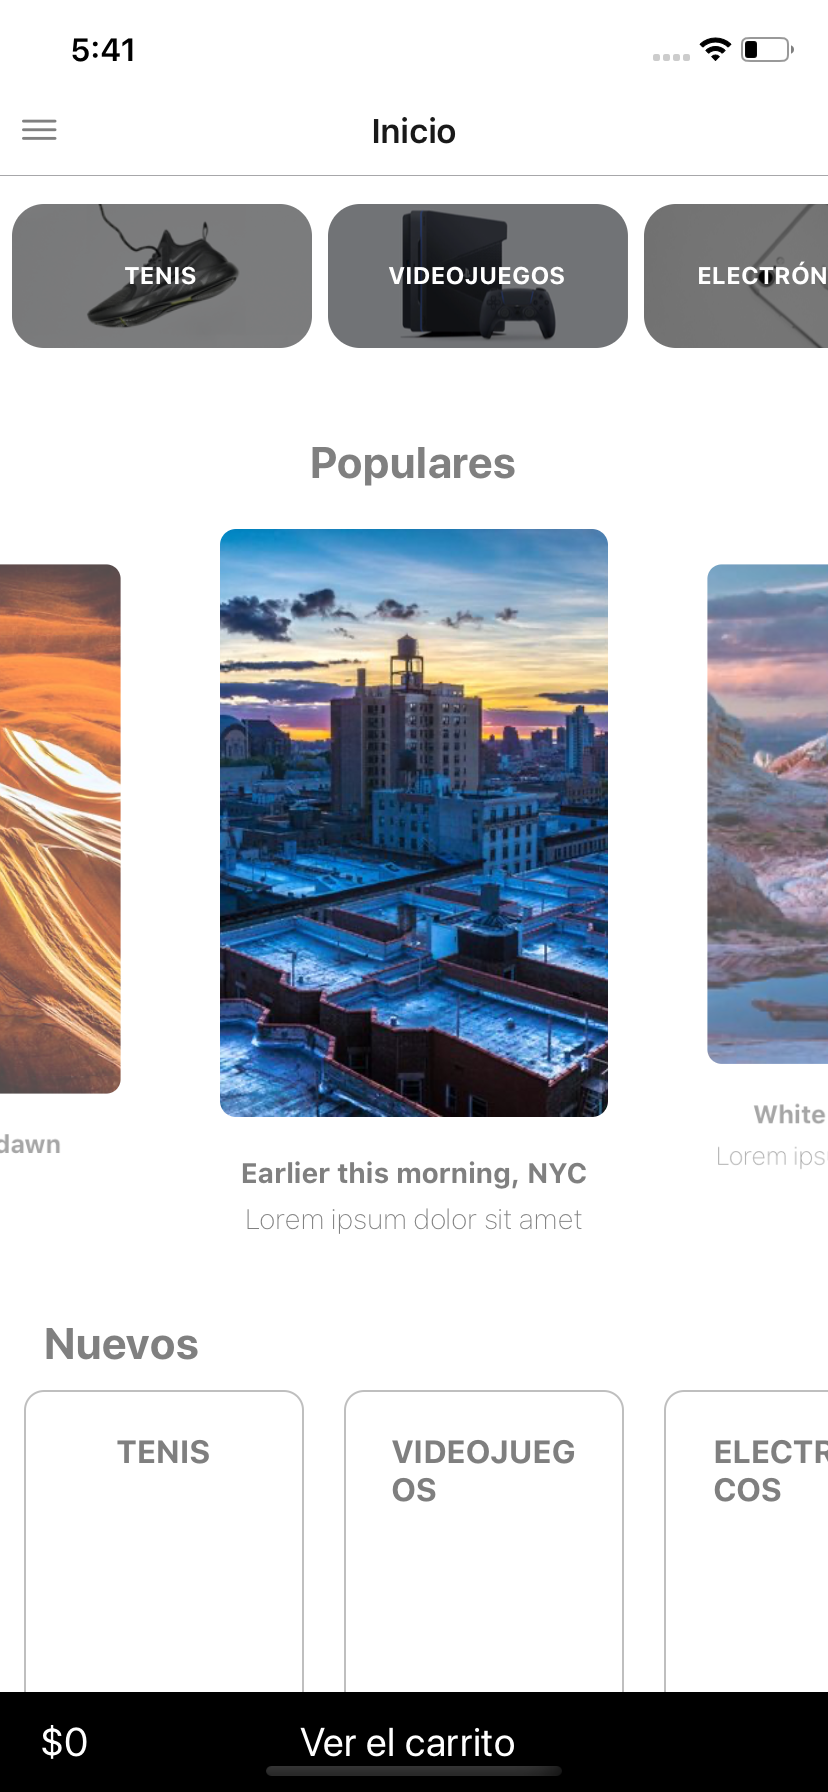 5:41
Inicio
TENIS
VIDEOJUEGOS
ELECTRÓN
Populares
dawn
Earlier this morning, NYC
Lorem ipsum dolor sit amet
White
Lorem ips
Nuevos
TENIS
VIDEOJUEG
OS
ELECTR
COS
$0
Ver el carrito